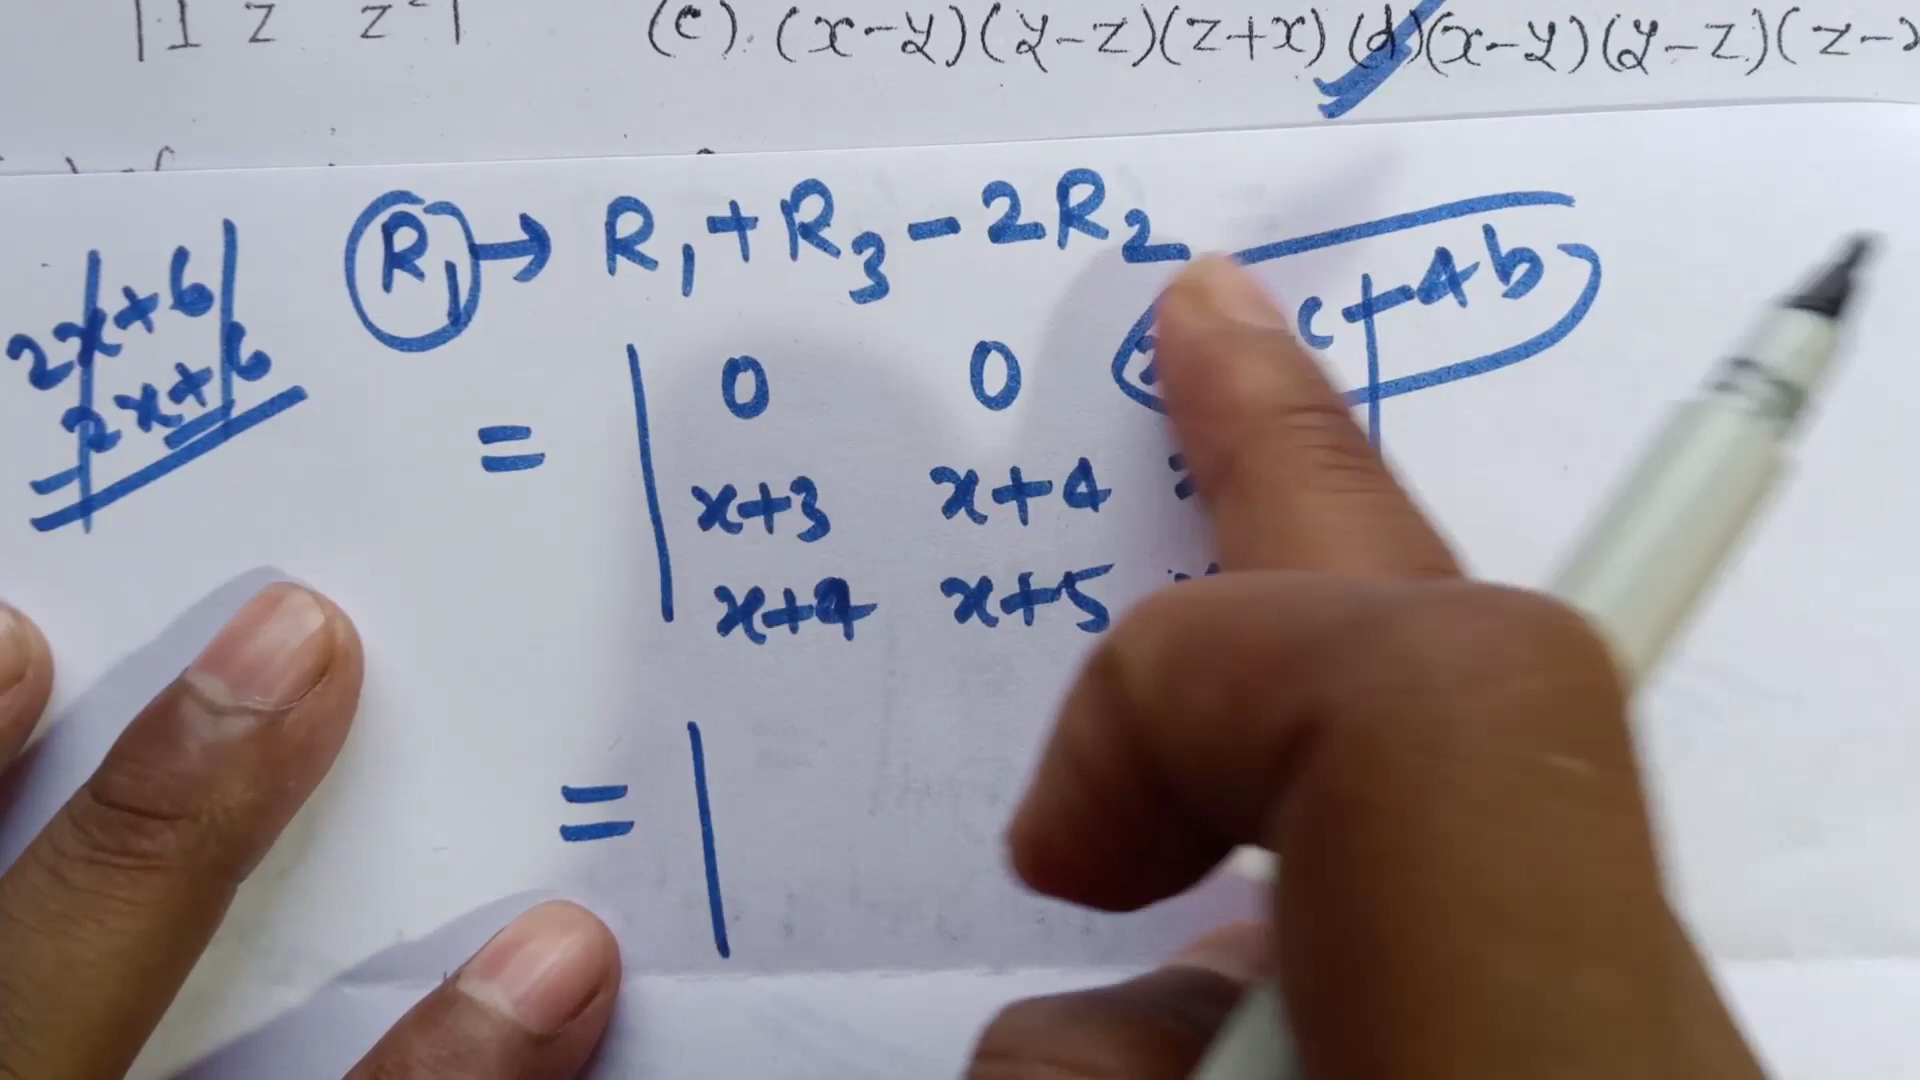 |1 z z²| (c). (x-y)(y-z)(z+x) (d) (x-y)(y-z)(z-
R₁ → R₁ + R₃ - 2R₂
2x+6
2x+6
0 0 c - 4b
= x+3 x+4
x+4 x+5
=